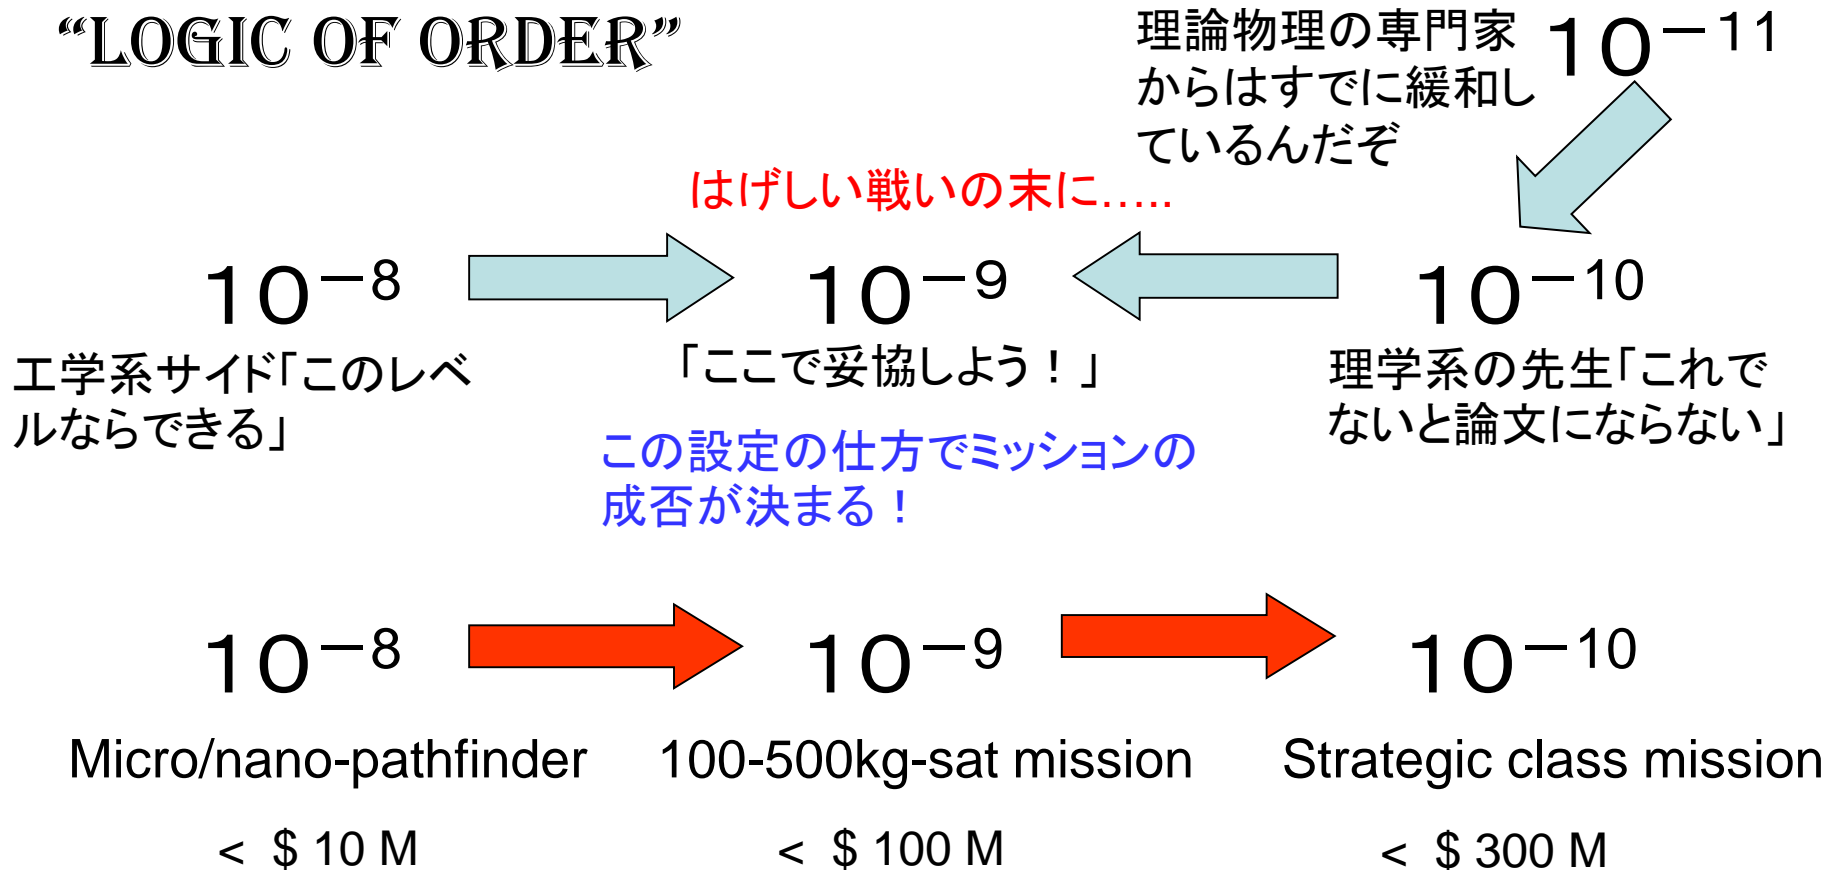 “LOGIC OF ORDER”
理論物理の専門家
からはすでに緩和し
ているんだぞ
10−11
はげしい戦いの末に…..
10−8
10−9
10−10
工学系サイド「このレベ
ルならできる」
「ここで妥協しよう！」
理学系の先生「これで
ないと論文にならない」
この設定の仕方でミッションの
成否が決まる！
10−8
10−9
10−10
Micro/nano-pathfinder
100-500kg-sat mission
Strategic class mission
< $ 10 M
< $ 100 M
< $ 300 M